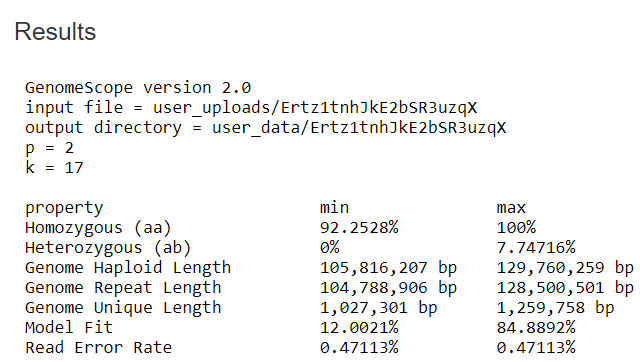 Results
GenomeScope version 2.0
input file = user_uploads/Ertz1tnhJkE2bSR3uzqX
output directory = user_data/Ertz1tnhJkE2bSR3uzqX
p = 2
k = 17
property min max
Homozygous (aa) 92.2528% 100%
Heterozygous (ab) 0% 7.74716%
Genome Haploid Length 105,816,207 bp 129,760,259 bp
Genome Repeat Length 104,788,906 bp 128,500,501 bp
Genome Unique Length 1,027,301 bp 1,259,758 bp
Model Fit 12.0021% 84.8892%
Read Error Rate 0.47113% 0.47113%